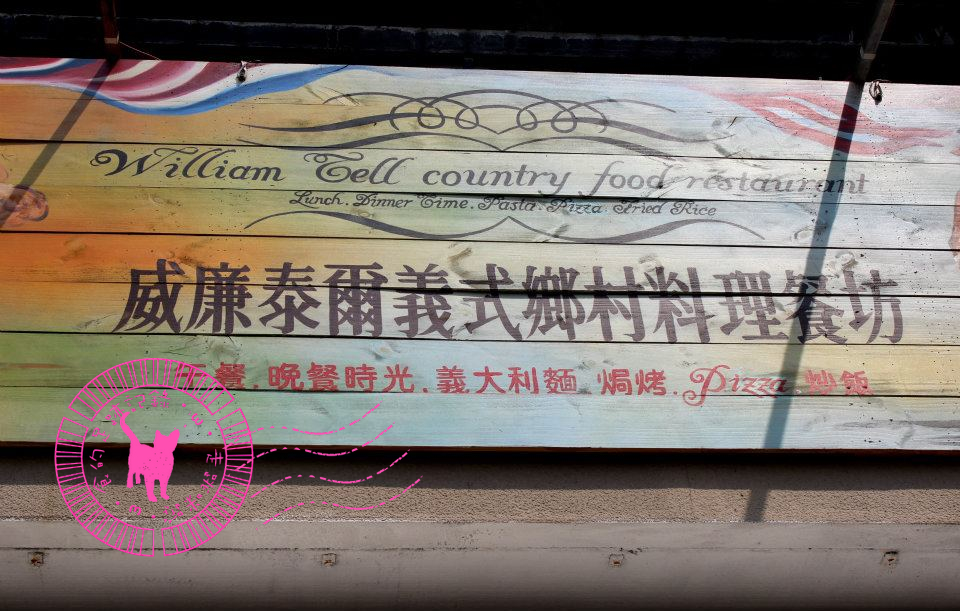 William Tell country food restaurant
Lunch. Dinner Time. Pasta. Pizza. Fried Rice
威廉泰爾義式鄉村料理餐坊
午餐.晚餐時光.義大利麵.焗烤.Pizza 炒飯